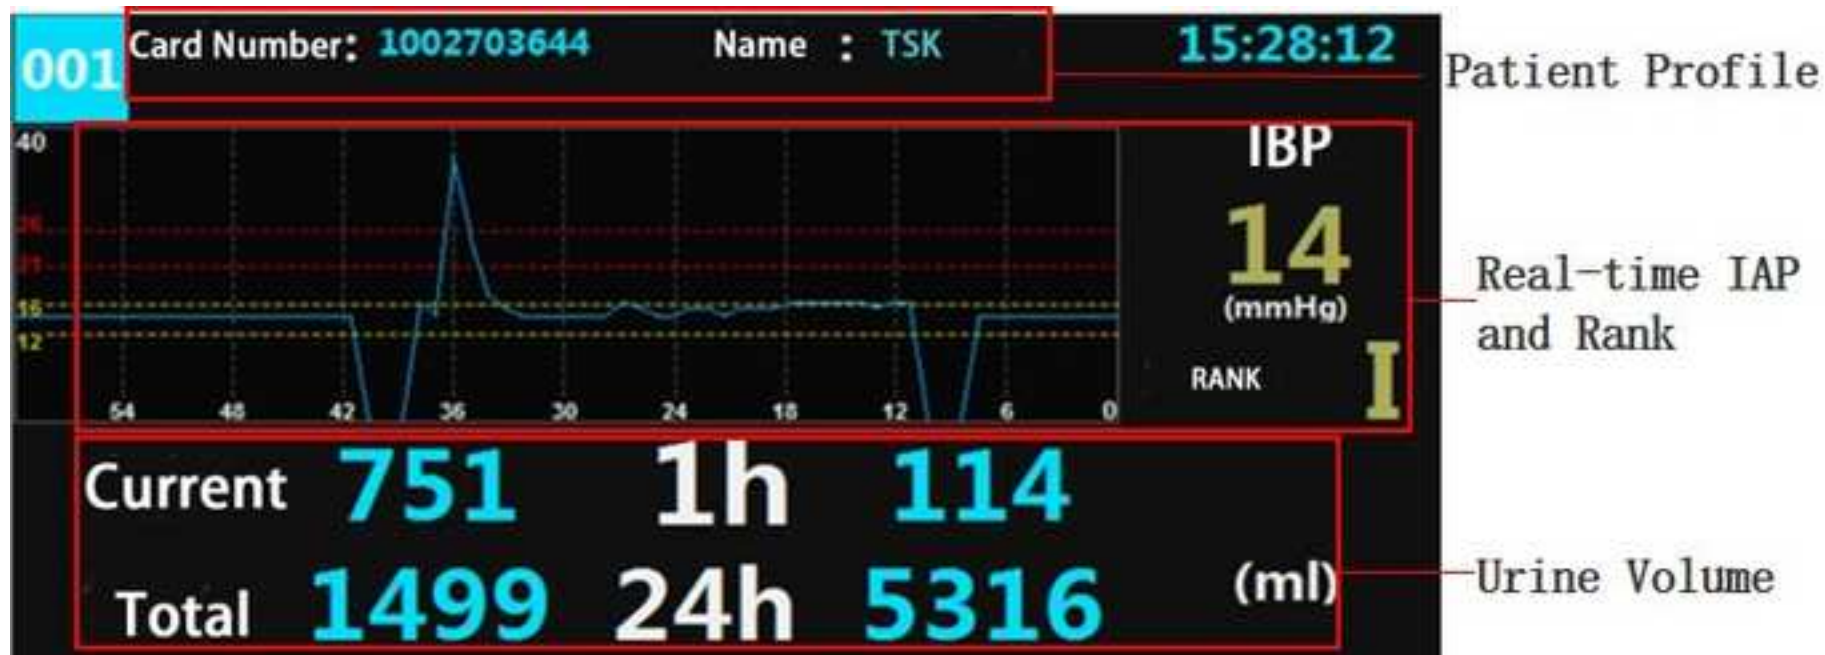 001
Card Number: 1002703644 Name : TSK 15:28:12
Patient Profile
40
26
21
16
12
54 48 42 36 30 24 18 12 6 0
IBP
14
(mmHg)
RANK I
Real-time IAP
and Rank
Current 751 1h 114
Total 1499 24h 5316 (ml)
Urine Volume